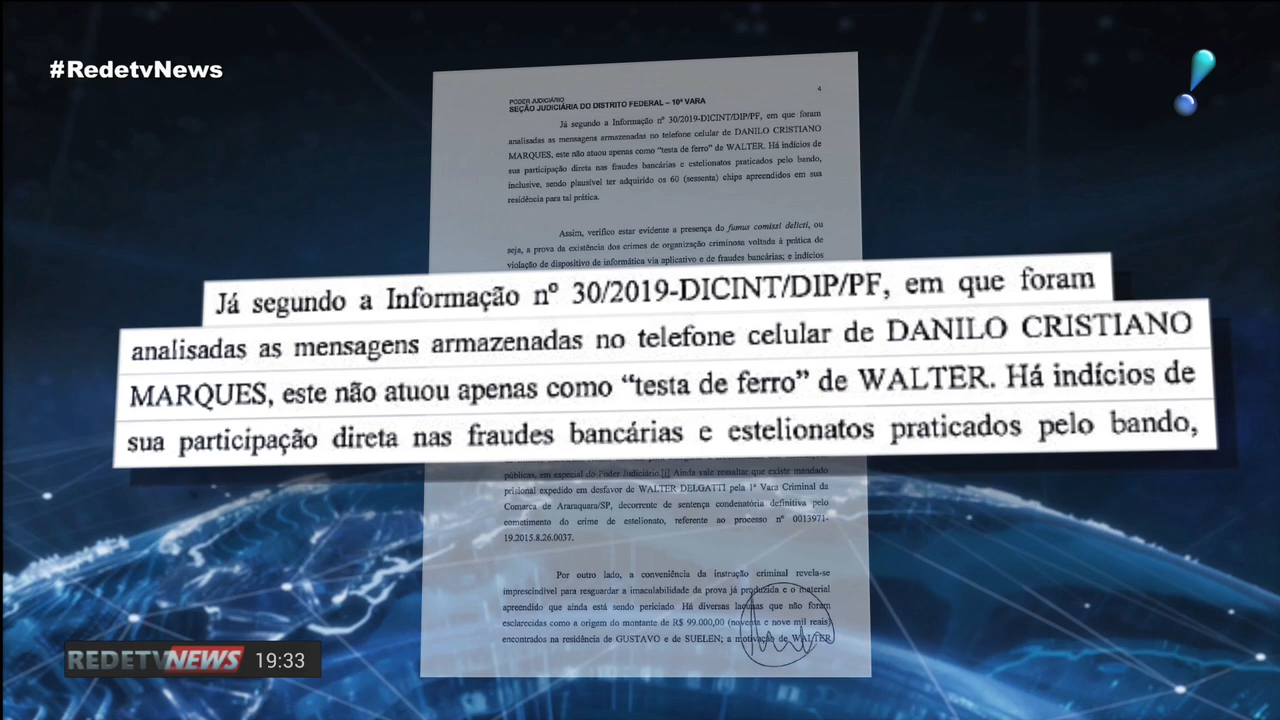 #RedetvNews
4
PODER JUDICIÁRIO
SEÇÃO JUDICIÁRIA DO DISTRITO FEDERAL – 10ª VARA
Já segundo a Informação nº 30/2019-DICINT/DIP/PF, em que foram
analisadas as mensagens armazenadas no telefone celular de DANILO CRISTIANO
MARQUES, este não atuou apenas como “testa de ferro” de WALTER. Há indícios de
sua participação direta nas fraudes bancárias e estelionatos praticados pelo bando,
inclusive, sendo plausível ter adquirido os 60 (sessenta) chips apreendidos em sua
residência para tal prática.
Assim, verifico estar evidente a presença do fumus comissi delicti, ou
seja, a prova da existência dos crimes de organização criminosa voltada à prática de
violação de dispositivo de informática via aplicativo e de fraudes bancárias; e indícios
Já segundo a Informação nº 30/2019-DICINT/DIP/PF, em que foram
analisadas as mensagens armazenadas no telefone celular de DANILO CRISTIANO
MARQUES, este não atuou apenas como “testa de ferro” de WALTER. Há indícios de
sua participação direta nas fraudes bancárias e estelionatos praticados pelo bando,
públicas, em especial do Poder Judiciário.[i] Ainda vale ressaltar que existe mandado
prisional expedido em desfavor de WALTER DELGATTI pela 1ª Vara Criminal da
Comarca de Araraquara/SP, decorrente de sentença condenatória definitiva pelo
cometimento do crime de estelionato, referente ao processo nº 0013971-
19.2015.8.26.0037.
Por outro lado, a conveniência da instrução criminal revela-se
imprescindível para resguardar a imaculabilidade da prova já produzida e o material
apreendido que ainda está sendo periciado. Há diversas lacunas que não foram
esclarecidas como a origem do montante de R$ 99.000,00 (noventa e nove mil reais)
encontrados na residência de GUSTAVO e de SUELEN; a motivação de WALTER
REDETV NEWS 19:33